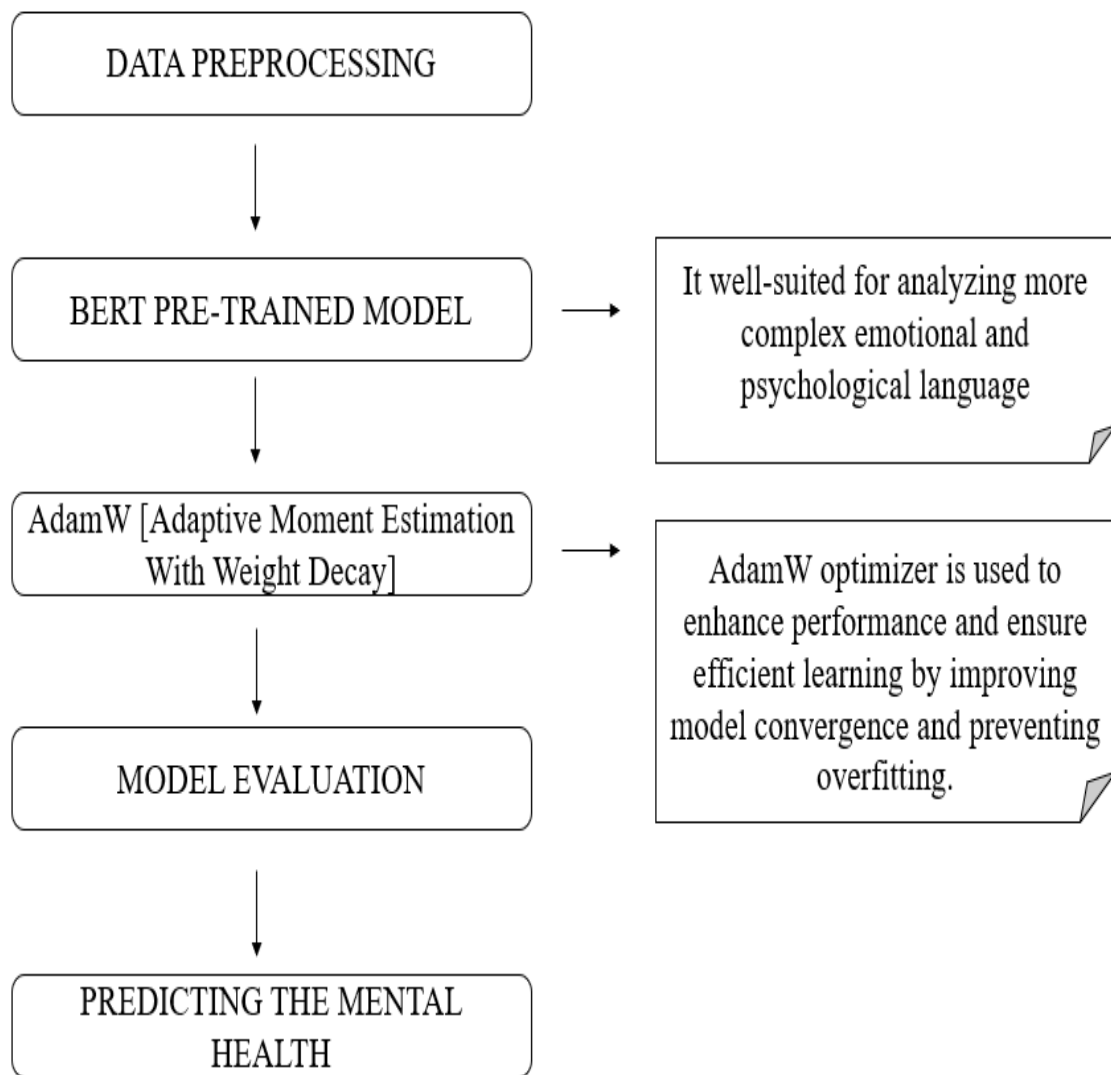 DATA PREPROCESSING
BERT PRE-TRAINED MODEL
It well-suited for analyzing more
complex emotional and
psychological language
AdamW [Adaptive Moment Estimation
With Weight Decay]
AdamW optimizer is used to
enhance performance and ensure
efficient learning by improving
model convergence and preventing
overfitting.
MODEL EVALUATION
PREDICTING THE MENTAL
HEALTH